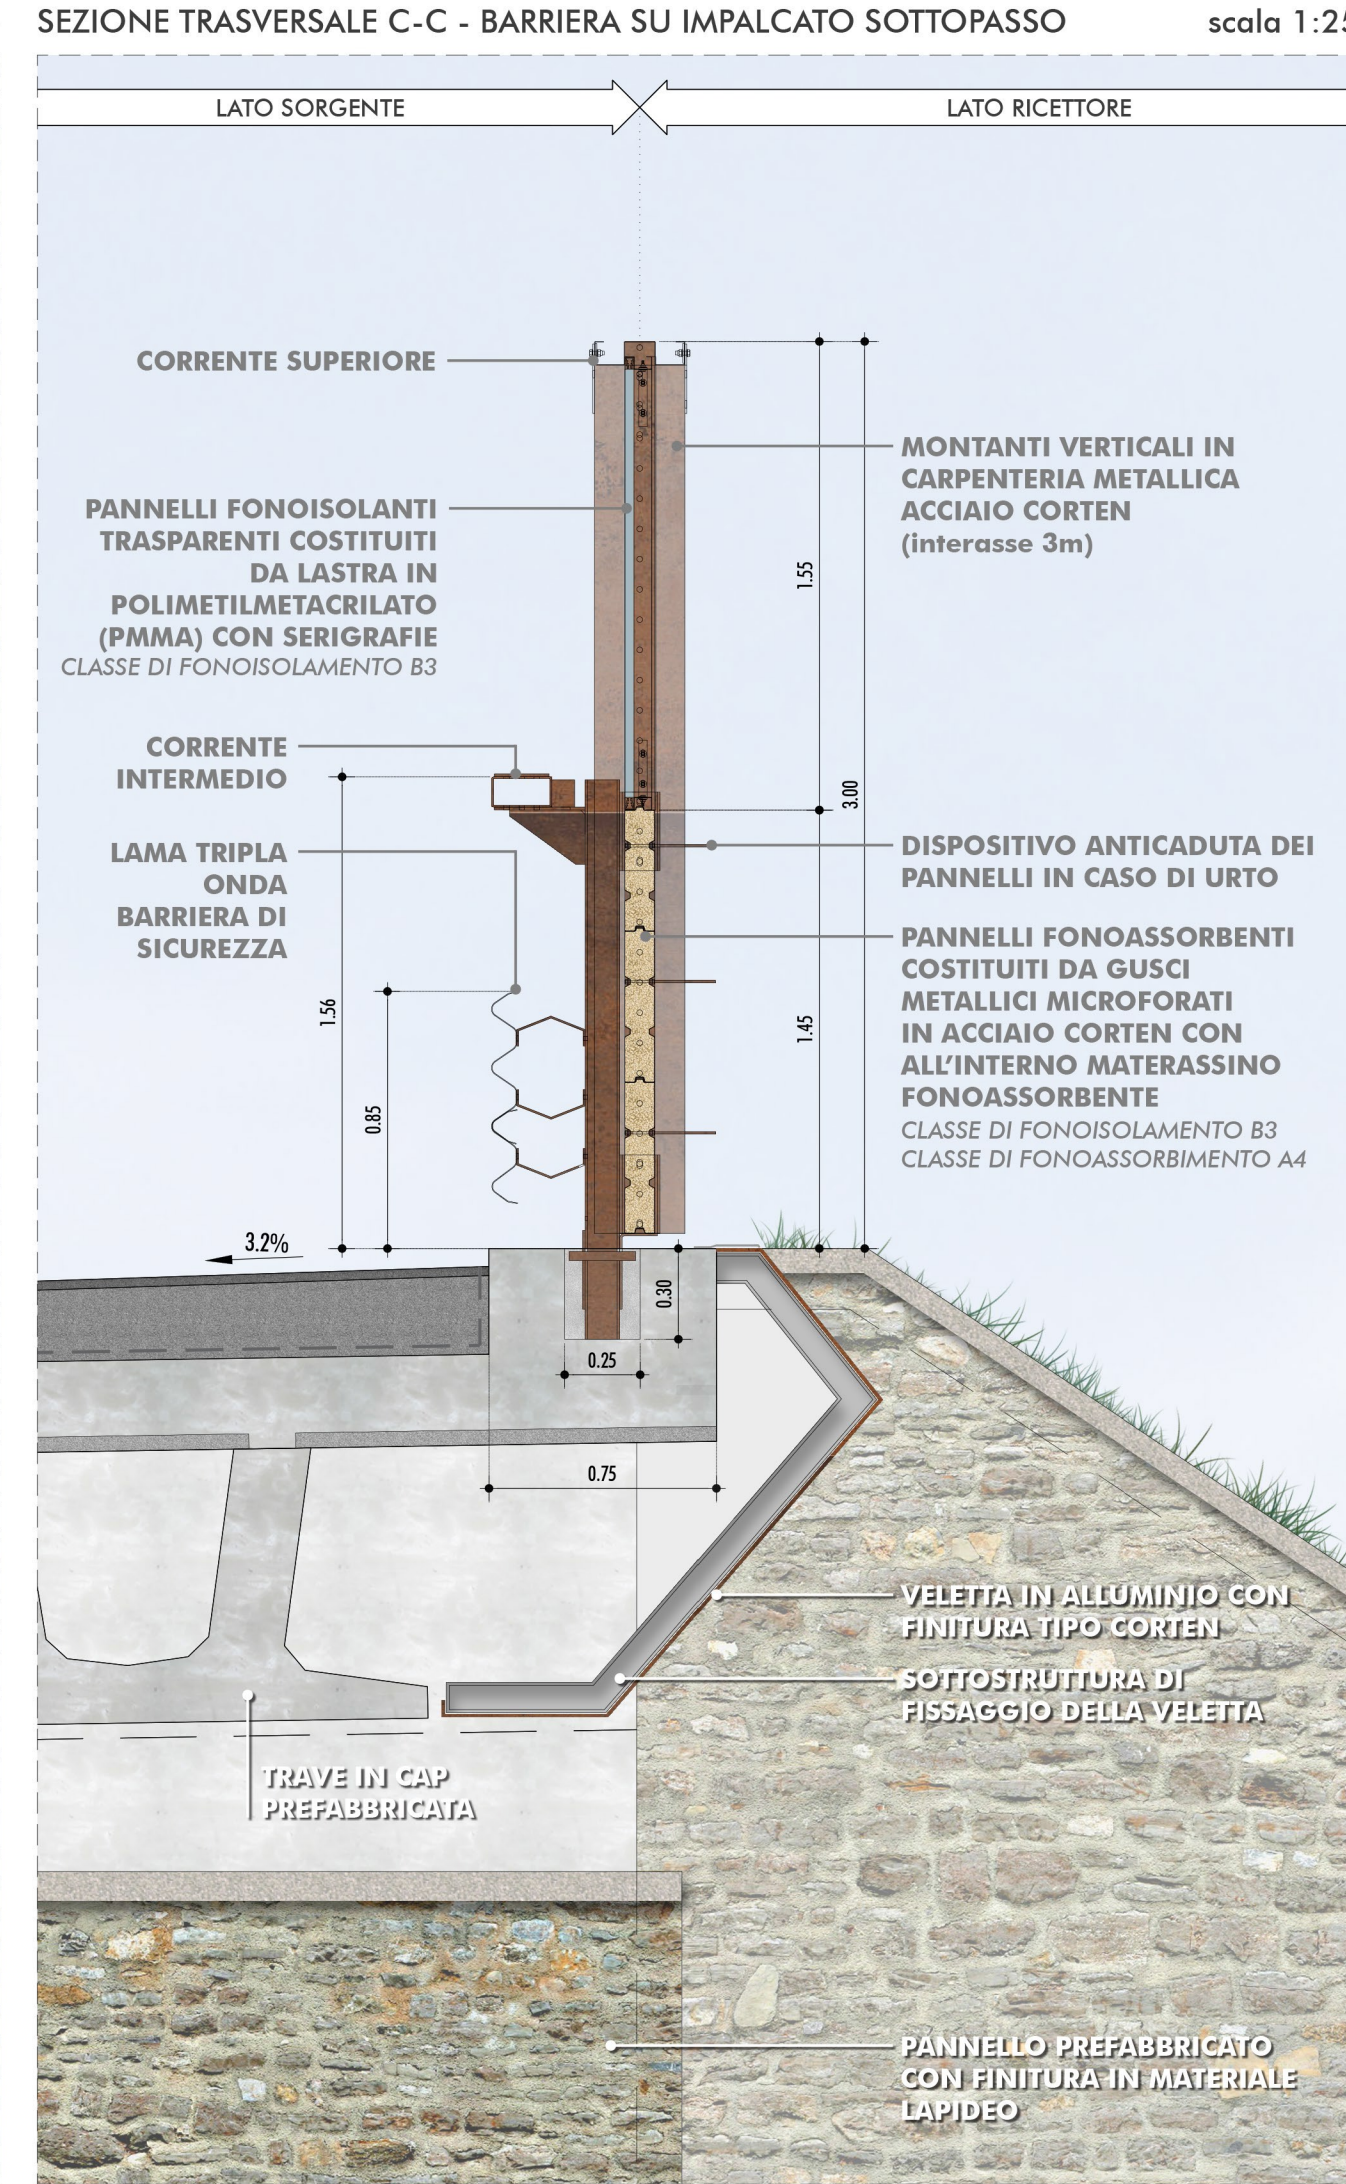 SEZIONE TRASVERSALE C-C - BARRIERA SU IMPALCATO SOTTOPASSO
scala 1:25
LATO SORGENTE
LATO RICETTORE
CORRENTE SUPERIORE
MONTANTI VERTICALI IN
CARPENTERIA METALLICA
ACCIAIO CORTEN
(interasse 3m)
PANNELLI FONOISOLANTI
TRASPARENTI COSTITUITI
DA LASTRA IN
POLIMETILMETACRILATO
(PMMA) CON SERIGRAFIE
CLASSE DI FONOISOLAMENTO B3
1.55
CORRENTE
INTERMEDIO
3.00
LAMA TRIPLA
ONDA
BARRIERA DI
SICUREZZA
DISPOSITIVO ANTICADUTA DEI
PANNELLI IN CASO DI URTO
PANNELLI FONOASSORBENTI
COSTITUITI DA GUSCI
METALLICI MICROFORATI
IN ACCIAIO CORTEN CON
ALL'INTERNO MATERASSINO
FONOASSORBENTE
CLASSE DI FONOISOLAMENTO B3
CLASSE DI FONOASSORBIMENTO A4
1.56
1.45
0.85
3.2%
0.30
0.25
0.75
VELETTA IN ALLUMINIO CON
FINITURA TIPO CORTEN
SOTTOSTRUTTURA DI
FISSAGGIO DELLA VELETTA
TRAVE IN CAP
PREFABBRICATA
PANNELLO PREFABBRICATO
CON FINITURA IN MATERIALE
LAPIDEO